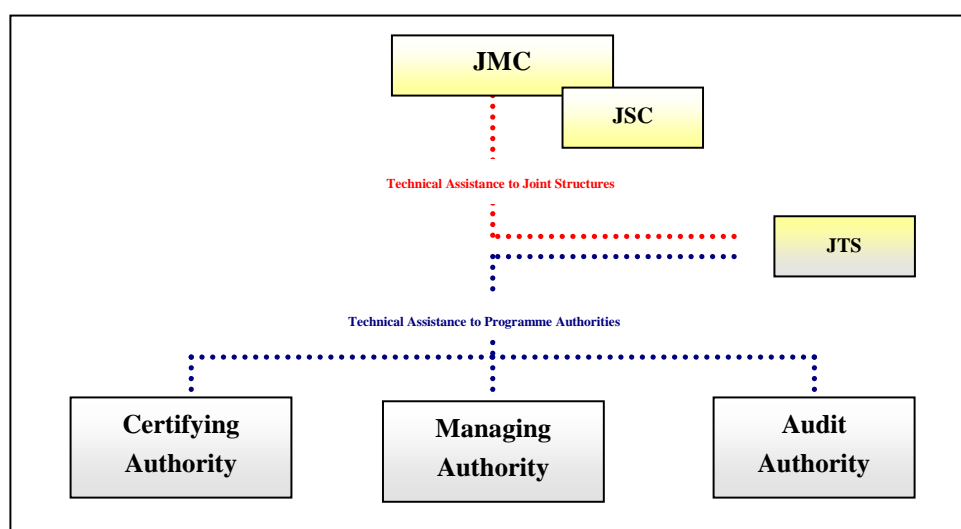 JMC
JSC
Technical Assistance to Joint Structures
JTS
Technical Assistance to Programme Authorities
Certifying
Authority
Managing
Authority
Audit
Authority